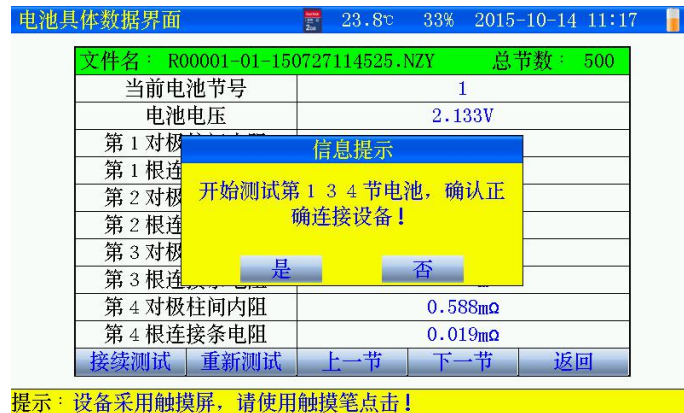 电池具体数据界面 23.8℃ 33% 2015-10-14 11:17
文件名： R00001-01-150727114525.NZY 总节数： 500
当前电池节号 1
电池电压 2.133V
第1对极
第1根连
第2对极
第2根连
第3对极
第3根连
信息提示
开始测试第１３４节电池，确认正
确连接设备！
是 否
第4对极柱间内阻 0.588mΩ
第4根连接条电阻 0.019mΩ
接续测试 重新测试 上一节 下一节 返回
提示：设备采用触摸屏，请使用触摸笔点击！